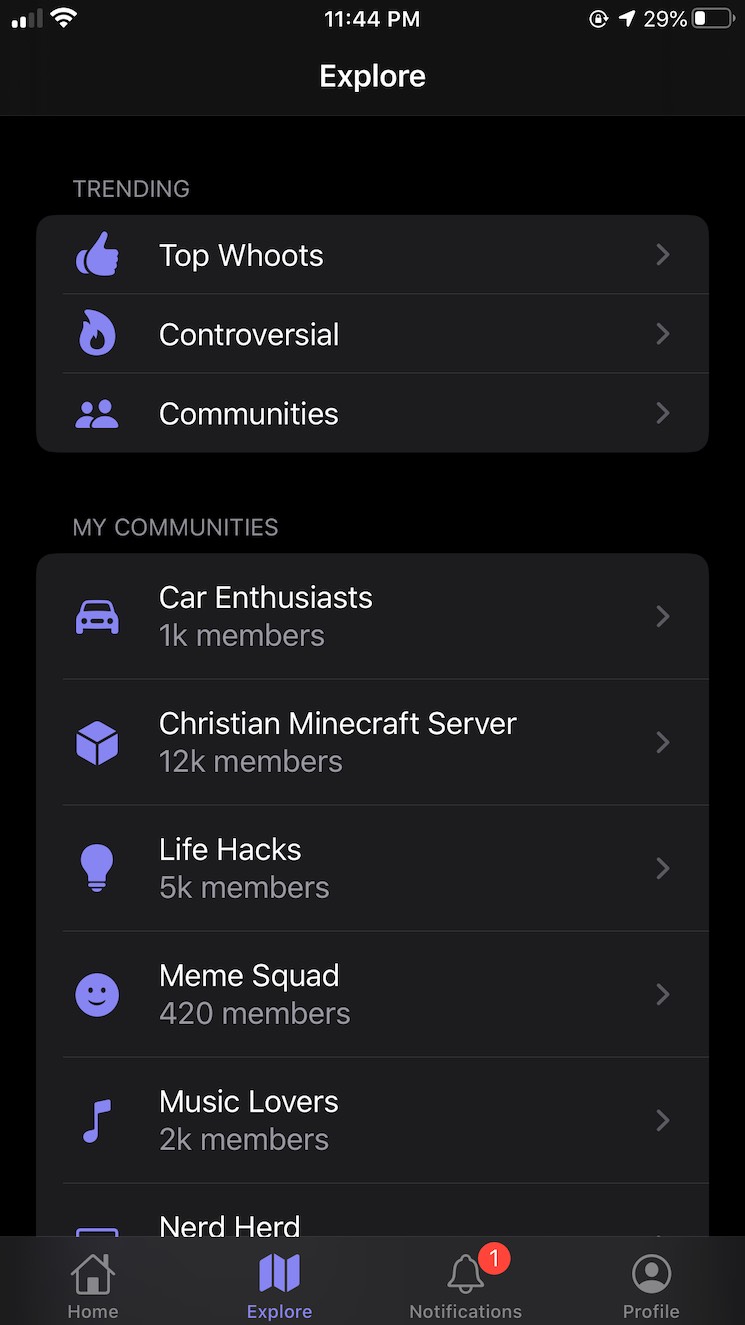 11:44 PM
29%
Explore
TRENDING
Top Whoots
Controversial
Communities
MY COMMUNITIES
Car Enthusiasts
1k members
Christian Minecraft Server
12k members
Life Hacks
5k members
Meme Squad
420 members
Music Lovers
2k members
Nerd Herd
1
Home
Explore
Notifications
Profile